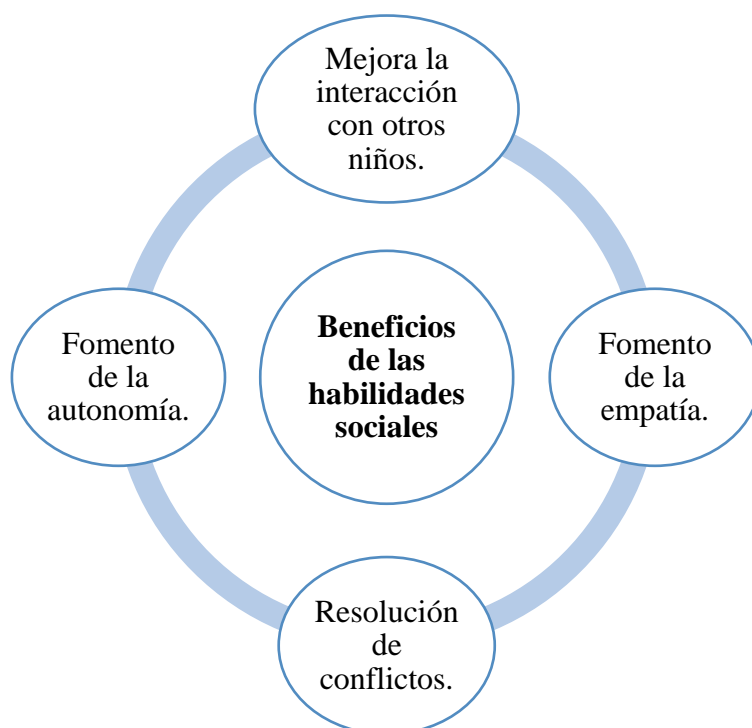 Mejora la
interacción
con otros
niños.
Beneficios
de las
habilidades
sociales
Fomento
de la
autonomía.
Fomento
de la
empatía.
Resolución
de
conflictos.